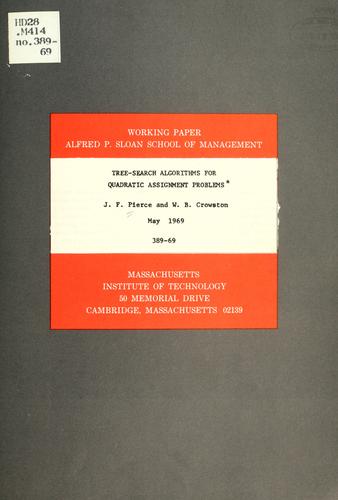 HD28
.M414
no.389-
69
WORKING PAPER
ALFRED P. SLOAN SCHOOL OF MANAGEMENT
TREE-SEARCH ALGORITHMS FOR
QUADRATIC ASSIGNMENT PROBLEMS*
J. F. Pierce and W. B. Crowston
May 1969
389-69
MASSACHUSETTS
INSTITUTE OF TECHNOLOGY
50 MEMORIAL DRIVE
CAMBRIDGE, MASSACHUSETTS 02139